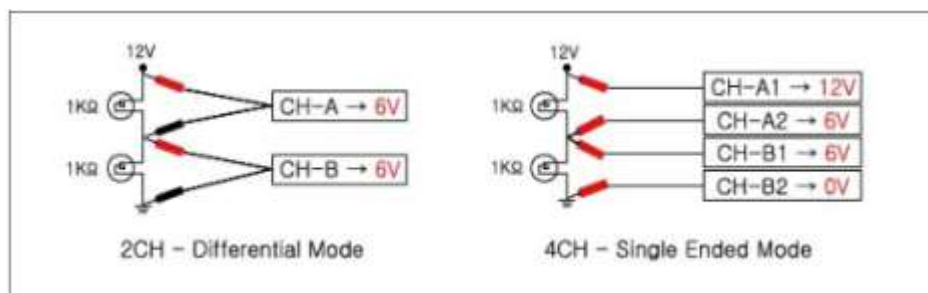 12V
1KΩ
CH-A → 6V
1KΩ
CH-B → 6V
2CH - Differential Mode
12V
1KΩ
CH-A1 → 12V
CH-A2 → 6V
1KΩ
CH-B1 → 6V
CH-B2 → 0V
4CH - Single Ended Mode